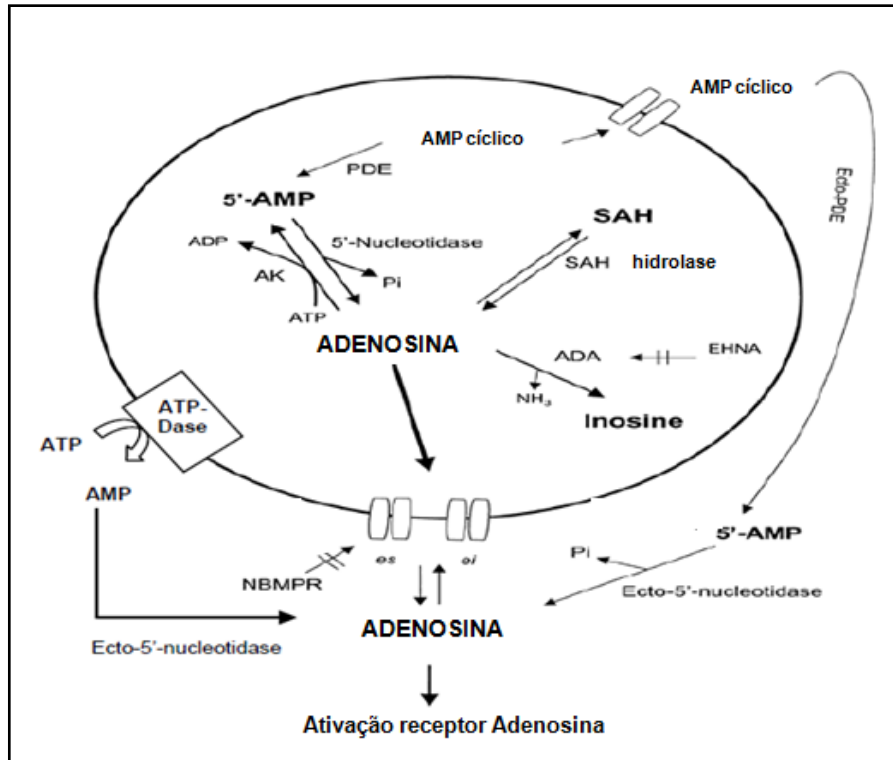 AMP cíclico
AMP cíclico
PDE
Ecto-PDE
5'-AMP
SAH
ADP
5'-Nucleotidase
SAH hidrolase
AK
Pi
ATP
ADENOSINA
ADA
EHNA
NH₃
Inosine
ATP-
Dase
ATP
AMP
5'-AMP
Pi
es
ei
NBMPR
Ecto-5'-nucleotidase
ADENOSINA
Ecto-5'-nucleotidase
Ativação receptor Adenosina